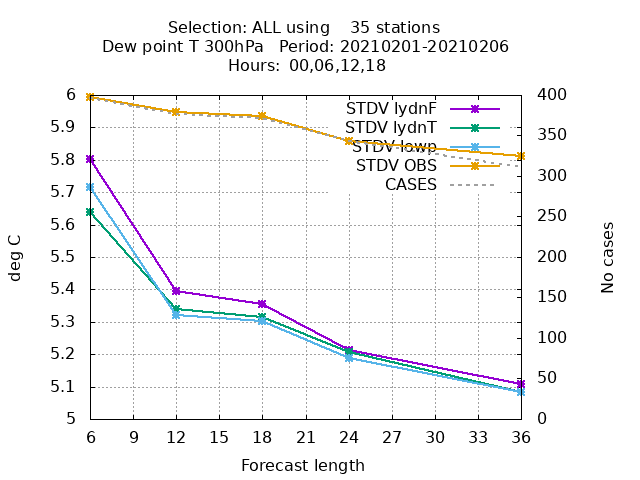 Selection: ALL using    35 stations
Dew point T 300hPa   Period: 20210201-20210206
Hours:  00,06,12,18
STDV lydnF
STDV lydnT
STDV lowp
STDV OBS
CASES
6
5.9
5.8
5.7
5.6
5.5
5.4
5.3
5.2
5.1
5
400
350
300
250
200
150
100
50
0
deg C
No cases
6 9 12 15 18 21 24 27 30 33 36
Forecast length